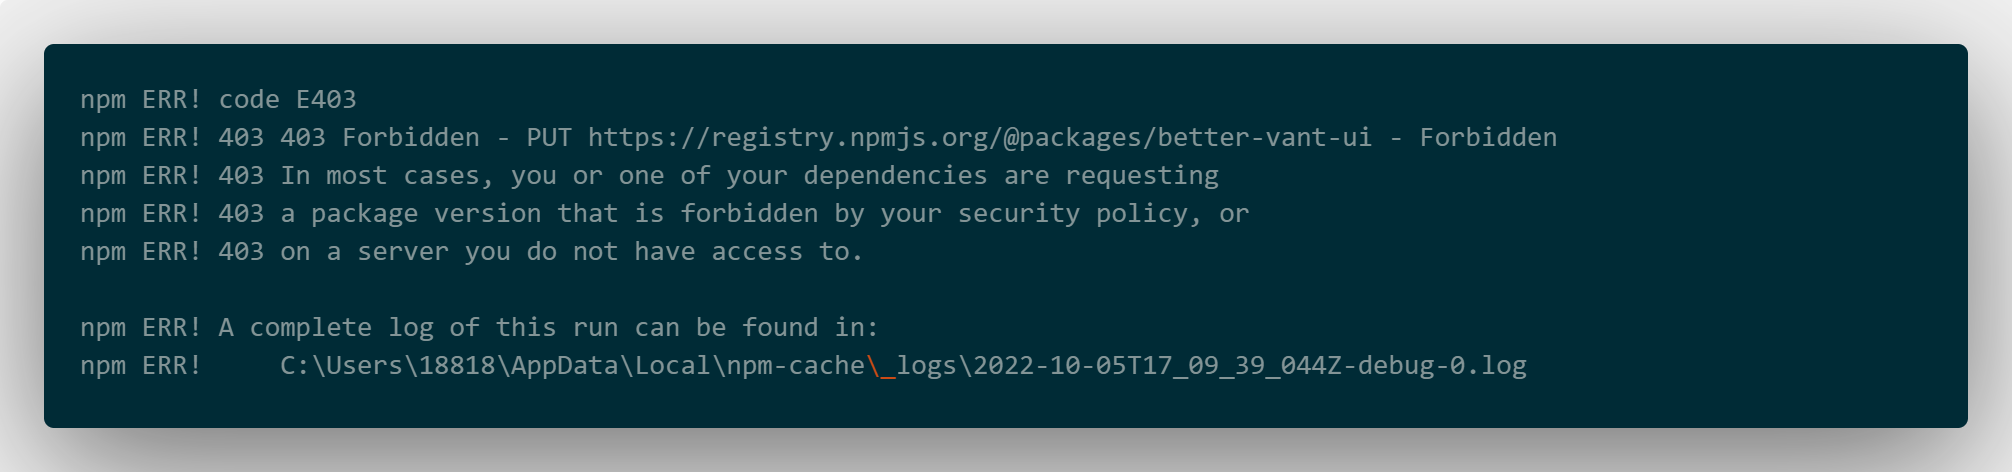 npm ERR! code E403
npm ERR! 403 403 Forbidden - PUT https://registry.npmjs.org/@packages/better-vant-ui - Forbidden
npm ERR! 403 In most cases, you or one of your dependencies are requesting
npm ERR! 403 a package version that is forbidden by your security policy, or
npm ERR! 403 on a server you do not have access to.
npm ERR! A complete log of this run can be found in:
npm ERR!     C:\Users\18818\AppData\Local\npm-cache\_logs\2022-10-05T17_09_39_044Z-debug-0.log